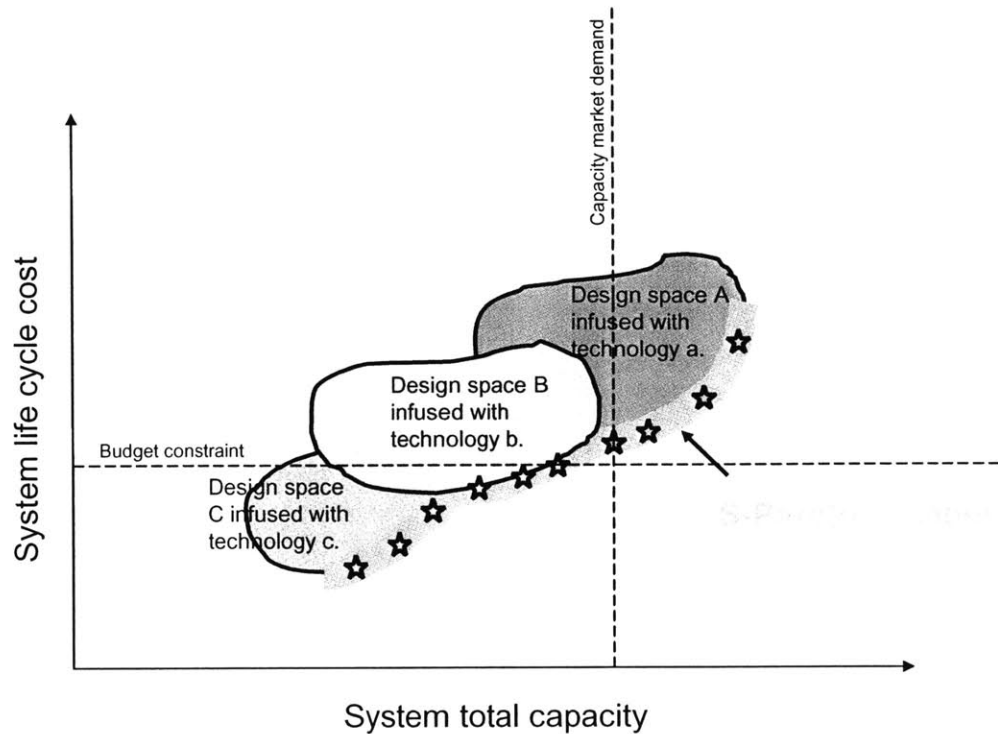 Capacity market demand
System life cycle cost
Design space A
infused with
technology a.
Design space B
infused with
technology b.
Budget constraint
Design space
C infused with
technology c.
System total capacity